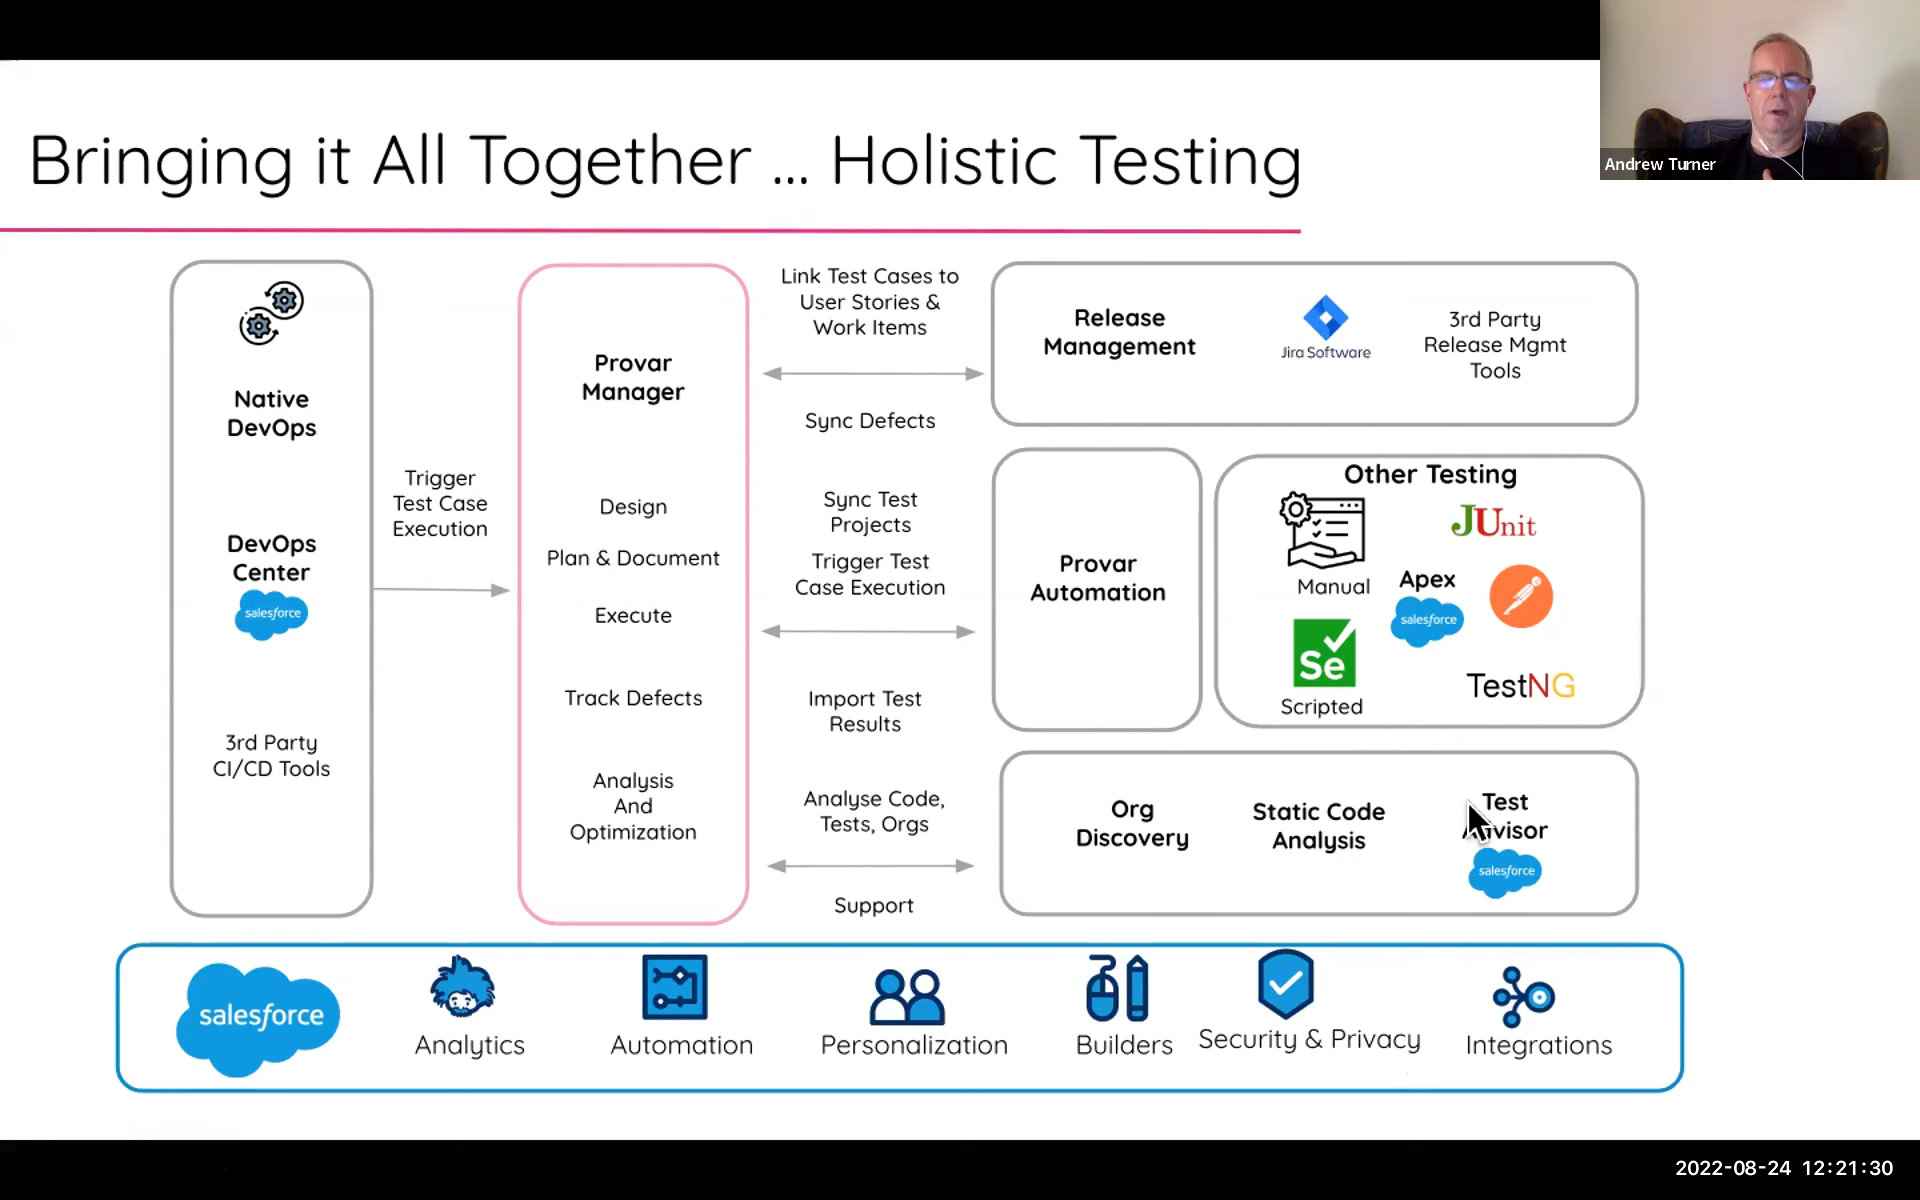 Andrew Turner
Bringing it All Together ... Holistic Testing
Native
DevOps
DevOps
Center
salesforce
3rd Party
CI/CD Tools
Trigger
Test Case
Execution
Provar
Manager
Design
Plan & Document
Execute
Track Defects
Analysis
And
Optimization
Link Test Cases to
User Stories &
Work Items
Sync Defects
Sync Test
Projects
Trigger Test
Case Execution
Import Test
Results
Analyse Code,
Tests, Orgs
Support
Release
Management
Jira Software
3rd Party
Release Mgmt
Tools
Provar
Automation
Other Testing
Manual
JUnit
Apex
salesforce
Se
Scripted
TestNG
Org
Discovery
Static Code
Analysis
Test
salesforce
salesforce
Analytics
Automation
Personalization
Builders
Security & Privacy
Integrations
2022-08-24 12:21:30